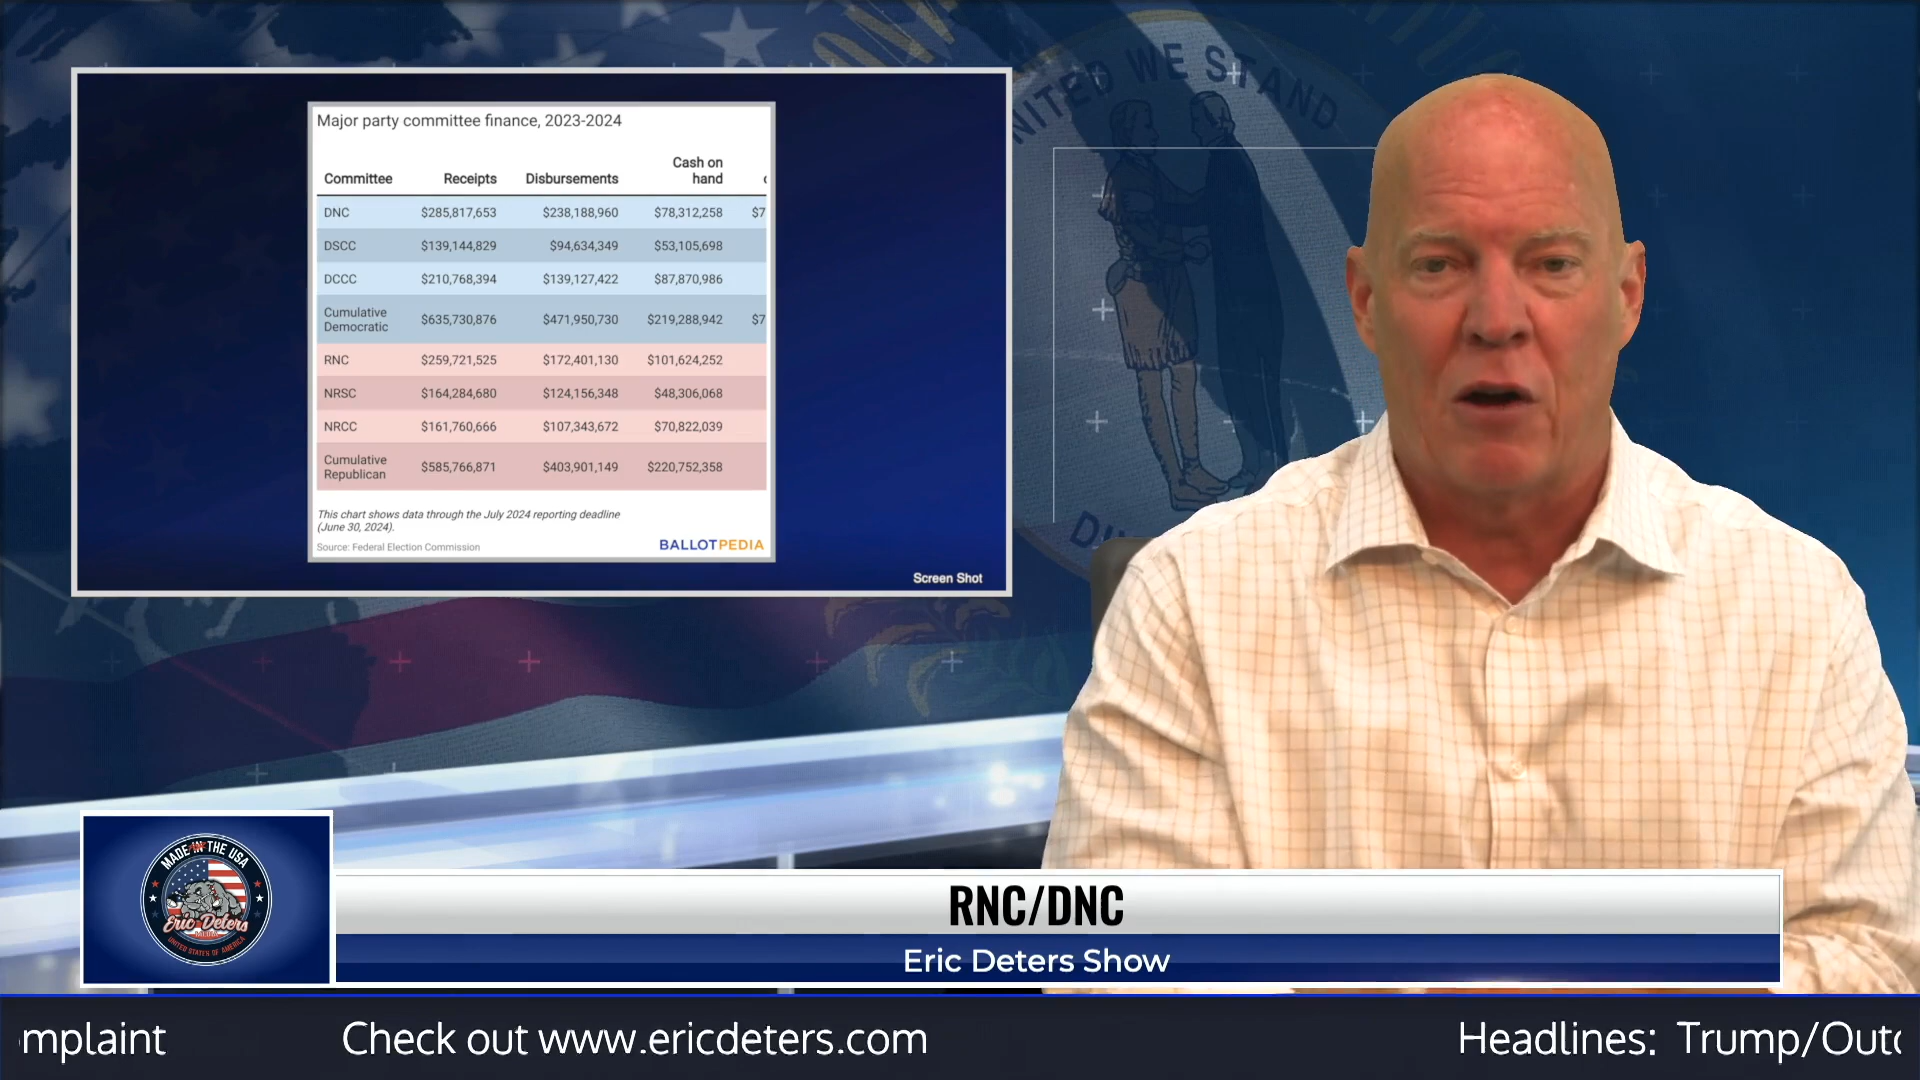 Major party committee finance, 2023-2024
Committee Receipts Disbursements Cash on hand
DNC $285,817,653 $238,188,960 $78,312,258 $7
DSCC $139,144,829 $94,634,349 $53,105,698
DCCC $210,768,394 $139,127,422 $87,870,986
Cumulative Democratic $635,730,876 $471,950,730 $219,288,942 $7
RNC $259,721,525 $172,401,130 $101,624,252
NRSC $164,284,680 $124,156,348 $48,306,068
NRCC $161,760,666 $107,343,672 $70,822,039
Cumulative Republican $585,766,871 $403,901,149 $220,752,358
This chart shows data through the July 2024 reporting deadline
(June 30, 2024).
Source: Federal Election Commission
BALLOTPEDIA
Screen Shot
UNITED WE STAND
MADE IN THE USA
Eric Deters
UNITED STATES OF AMERICA
RNC/DNC
Eric Deters Show
mplaint Check out www.ericdeters.com Headlines: Trump/Out